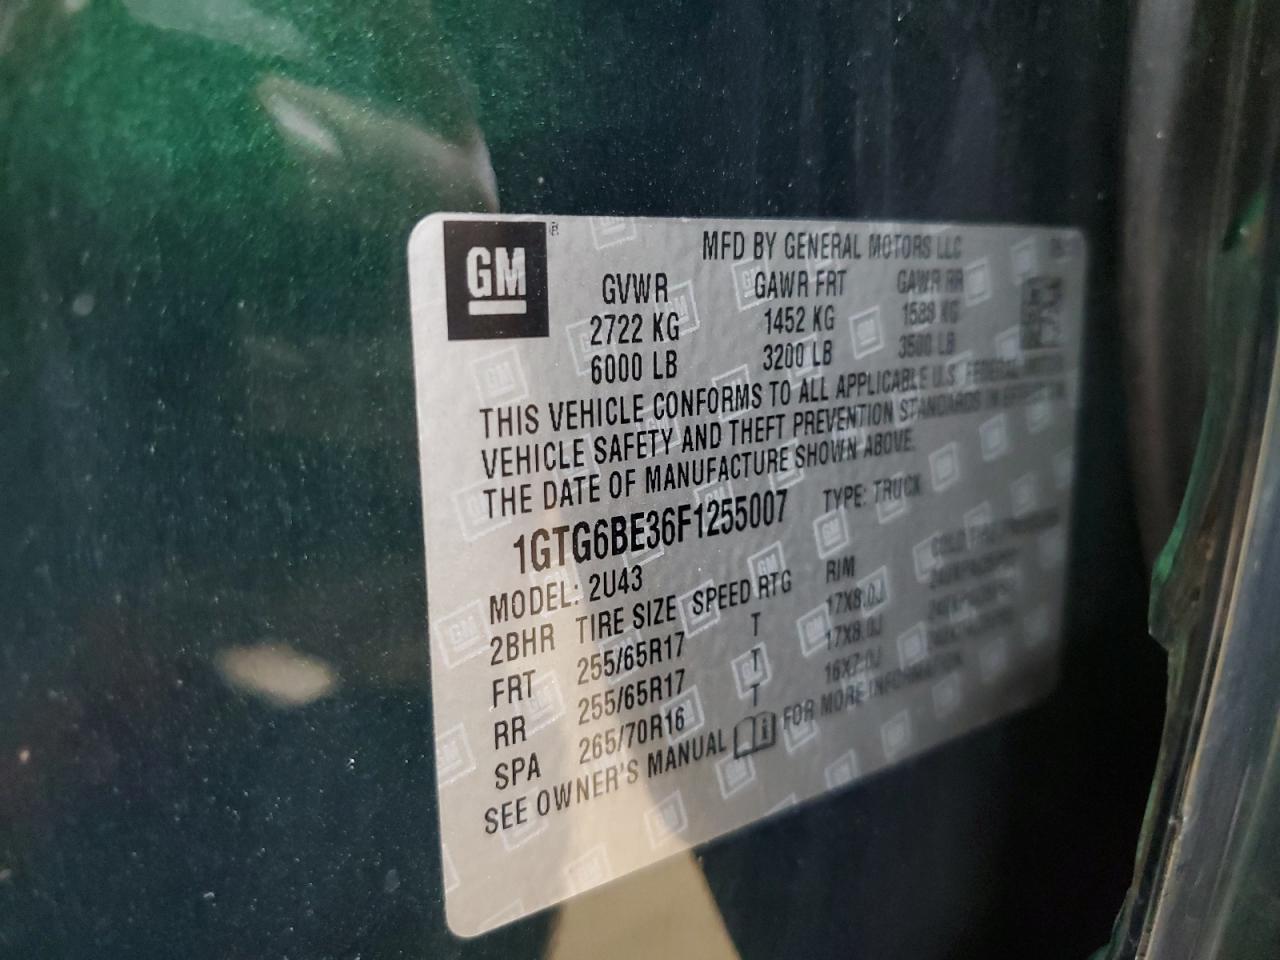 GM ®
MFD BY GENERAL MOTORS LLC
GVWR GAWR FRT GAWR RR
2722 KG 1452 KG 1589 KG
6000 LB 3200 LB 3500 LB
THIS VEHICLE CONFORMS TO ALL APPLICABLE U.S. FEDERAL
VEHICLE SAFETY AND THEFT PREVENTION STANDARDS IN EFFECT ON
THE DATE OF MANUFACTURE SHOWN ABOVE.
1GTG6BE36F1255007 TYPE: TRUCK
MODEL: 2U43
2BHR TIRE SIZE SPEED RTG RIM
FRT 255/65R17 T 17X8.0J
RR 255/65R17 T 17X8.0J
SPA 265/70R16 T 16X7.0J
SEE OWNER'S MANUAL FOR MORE INFORMATION